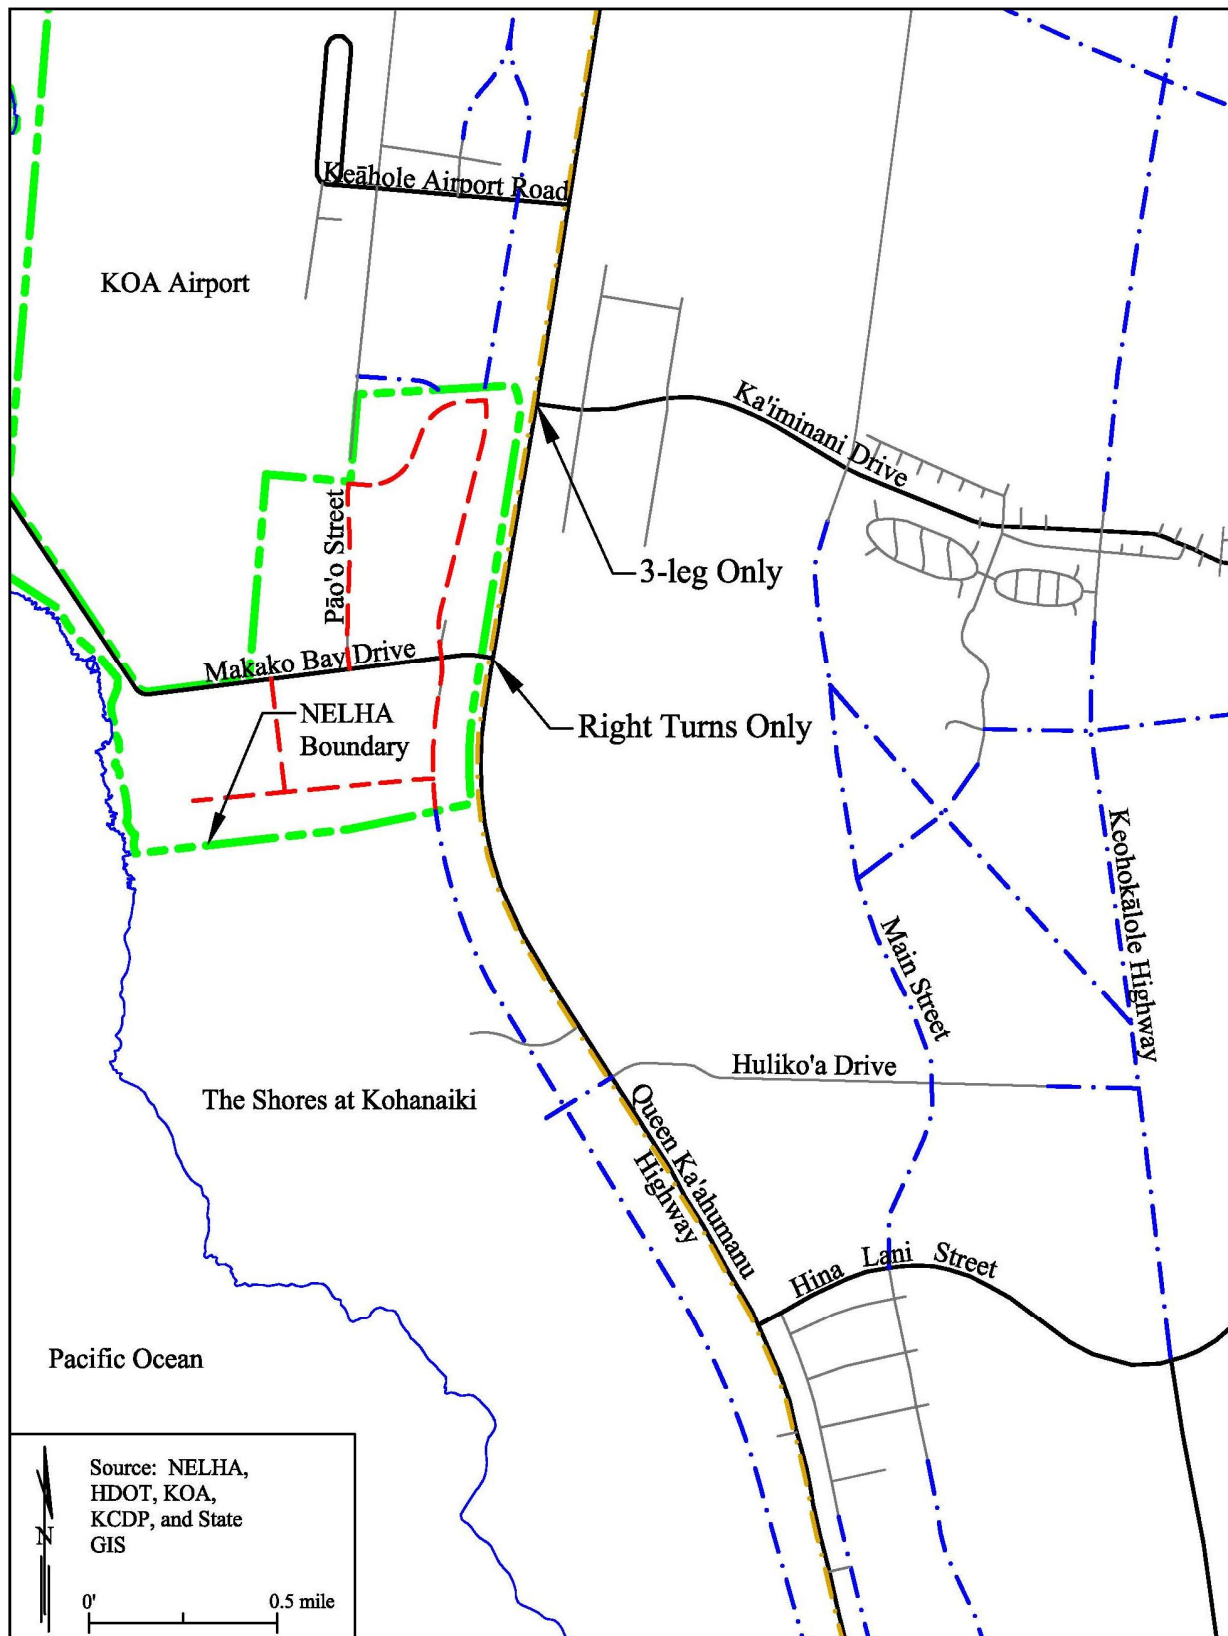 Keāhole Airport Road
KOA Airport
Ka'iminani Drive
Pāo'o Street
3-leg Only
Makako Bay Drive
NELHA
Boundary
Right Turns Only
Keohokālole Highway
Main Street
Huliko'a Drive
The Shores at Kohanaiki
Queen Ka'ahumanu
Highway
Hina Lani Street
Pacific Ocean
Source: NELHA,
HDOT, KOA,
KCDP, and State
GIS
N
0'
0.5 mile